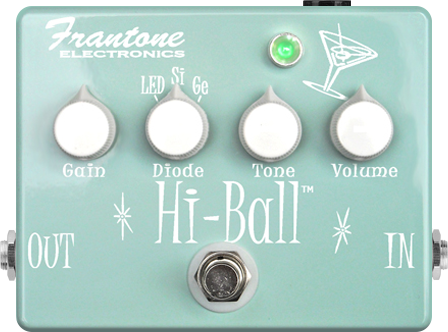 Frantone
ELECTRONICS
LED Si Ge
Gain Diode Tone Volume
Hi-Ball™
OUT IN